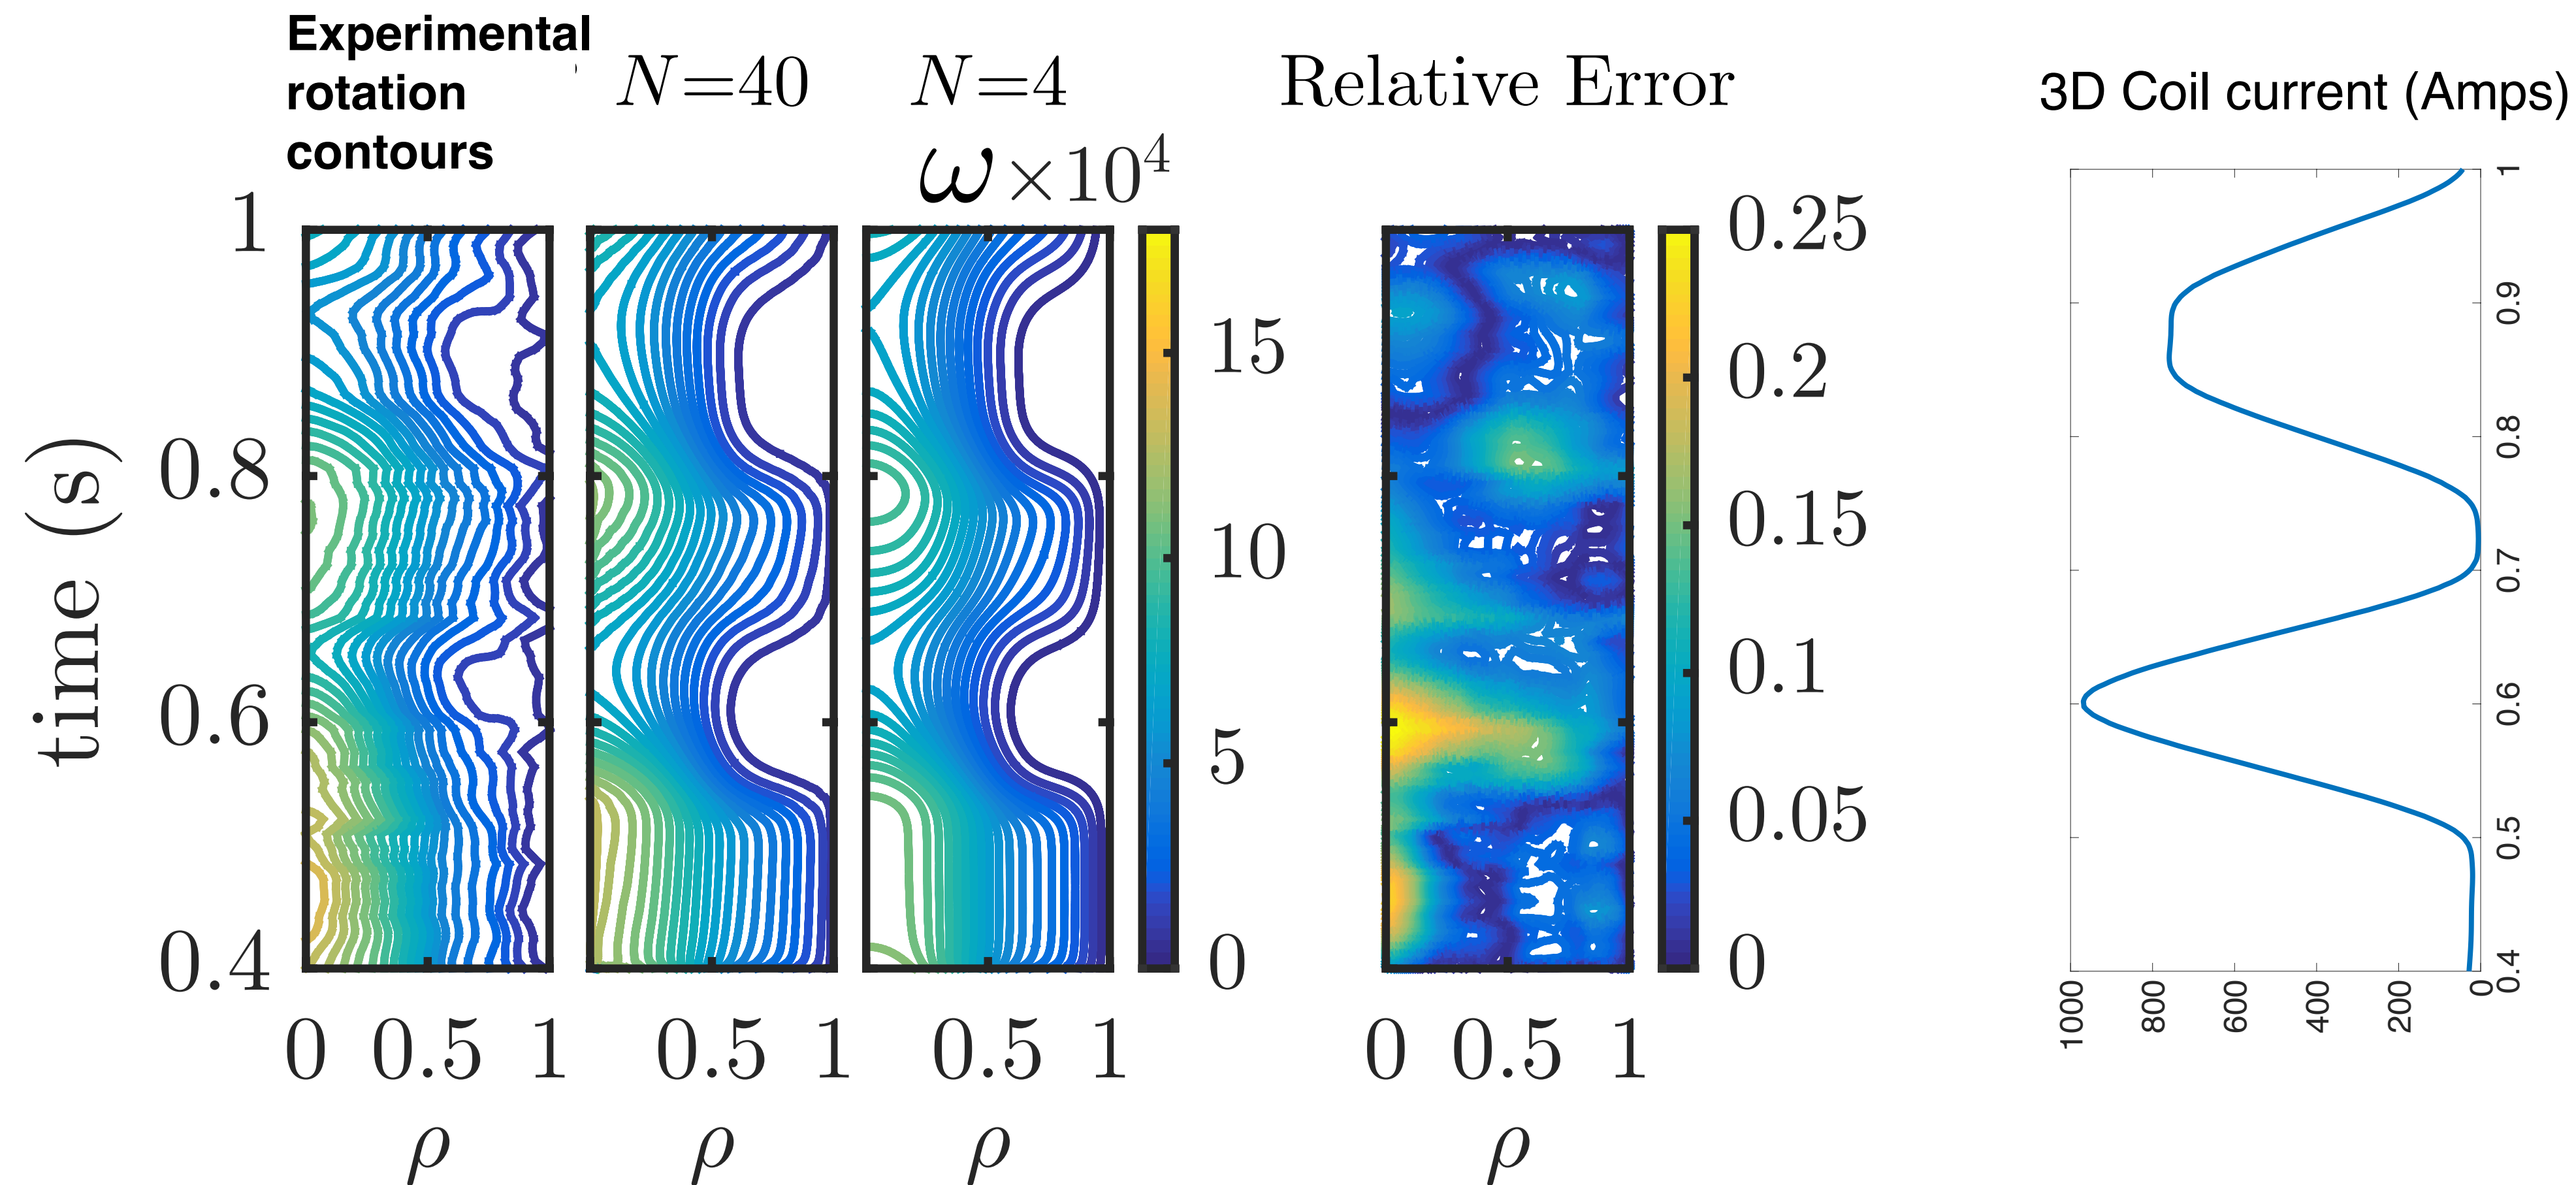 Experimental
rotation
contours
N=40
N=4
ω×10⁴
Relative Error
3D Coil current (Amps)
time (s)
1
0.8
0.6
0.4
0 0.5 1
0.5 1
0.5 1
ρ
ρ
ρ
15
10
5
0
0.25
0.2
0.15
0.1
0.05
0
0 0.5 1
ρ
1
0.9
0.8
0.7
0.6
0.5
0.4
1000
800
600
400
200
0